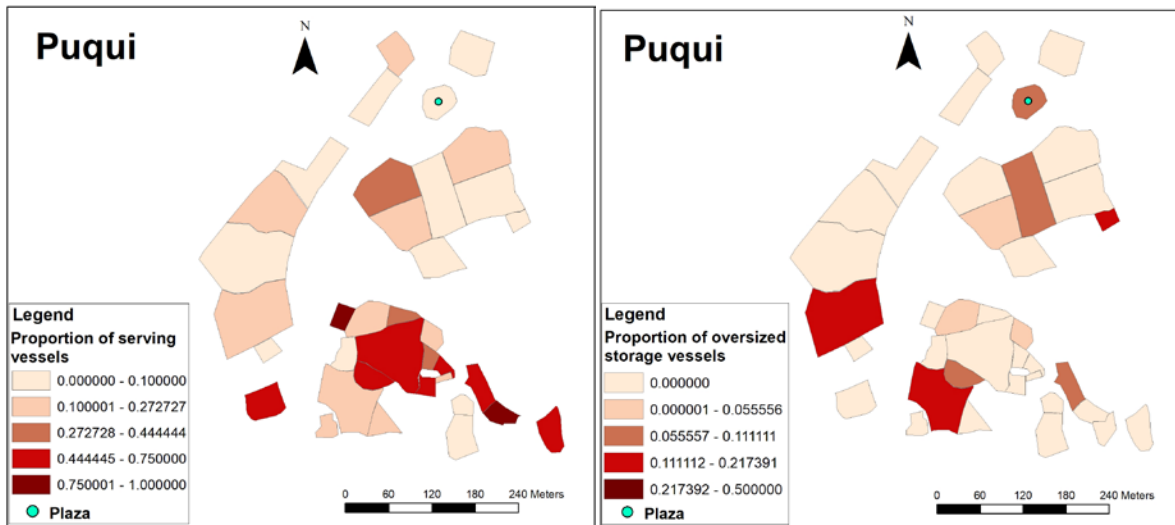 Puqui
N
Legend
Proportion of serving
vessels
0.000000 - 0.100000
0.100001 - 0.272727
0.272728 - 0.444444
0.444445 - 0.750000
0.750001 - 1.000000
Plaza
0 60 120 180 240 Meters
Puqui
N
Legend
Proportion of oversized
storage vessels
0.000000
0.000001 - 0.055556
0.055557 - 0.111111
0.111112 - 0.217391
0.217392 - 0.500000
Plaza
0 60 120 180 240 Meters